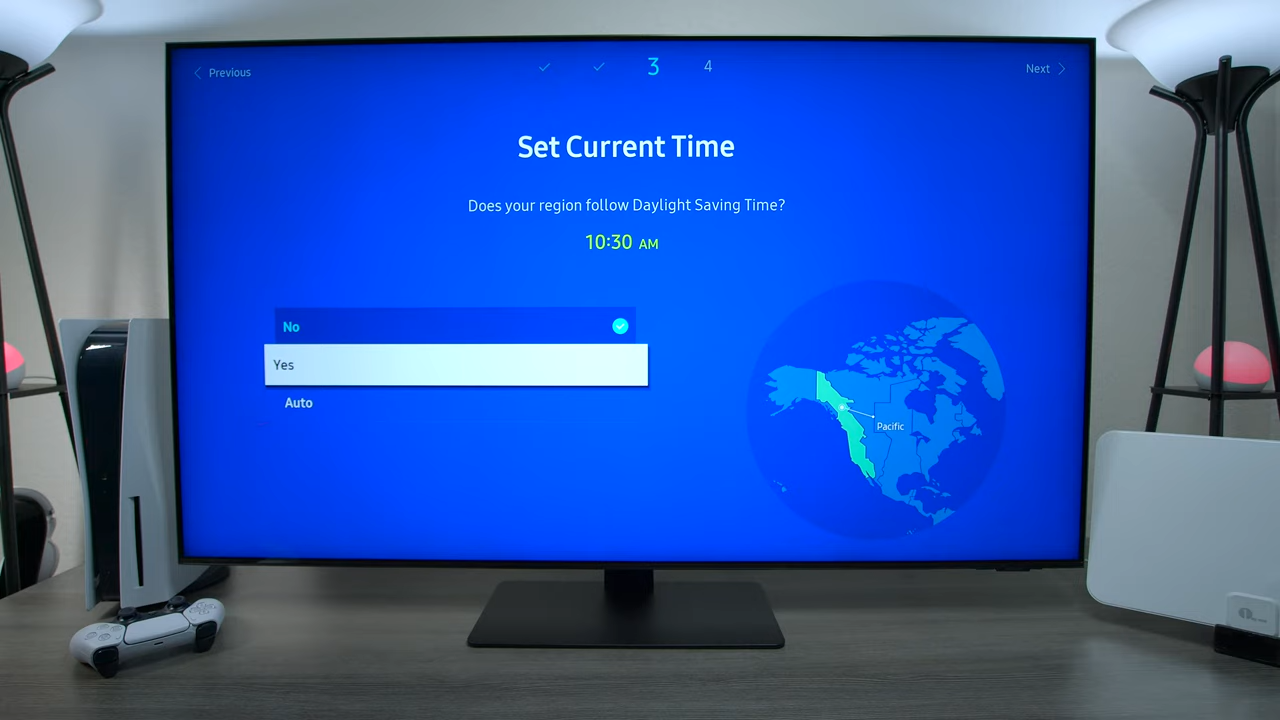 Previous
3
4
Next
Set Current Time
Does your region follow Daylight Saving Time?
10:30 AM
No
Yes
Auto
Pacific